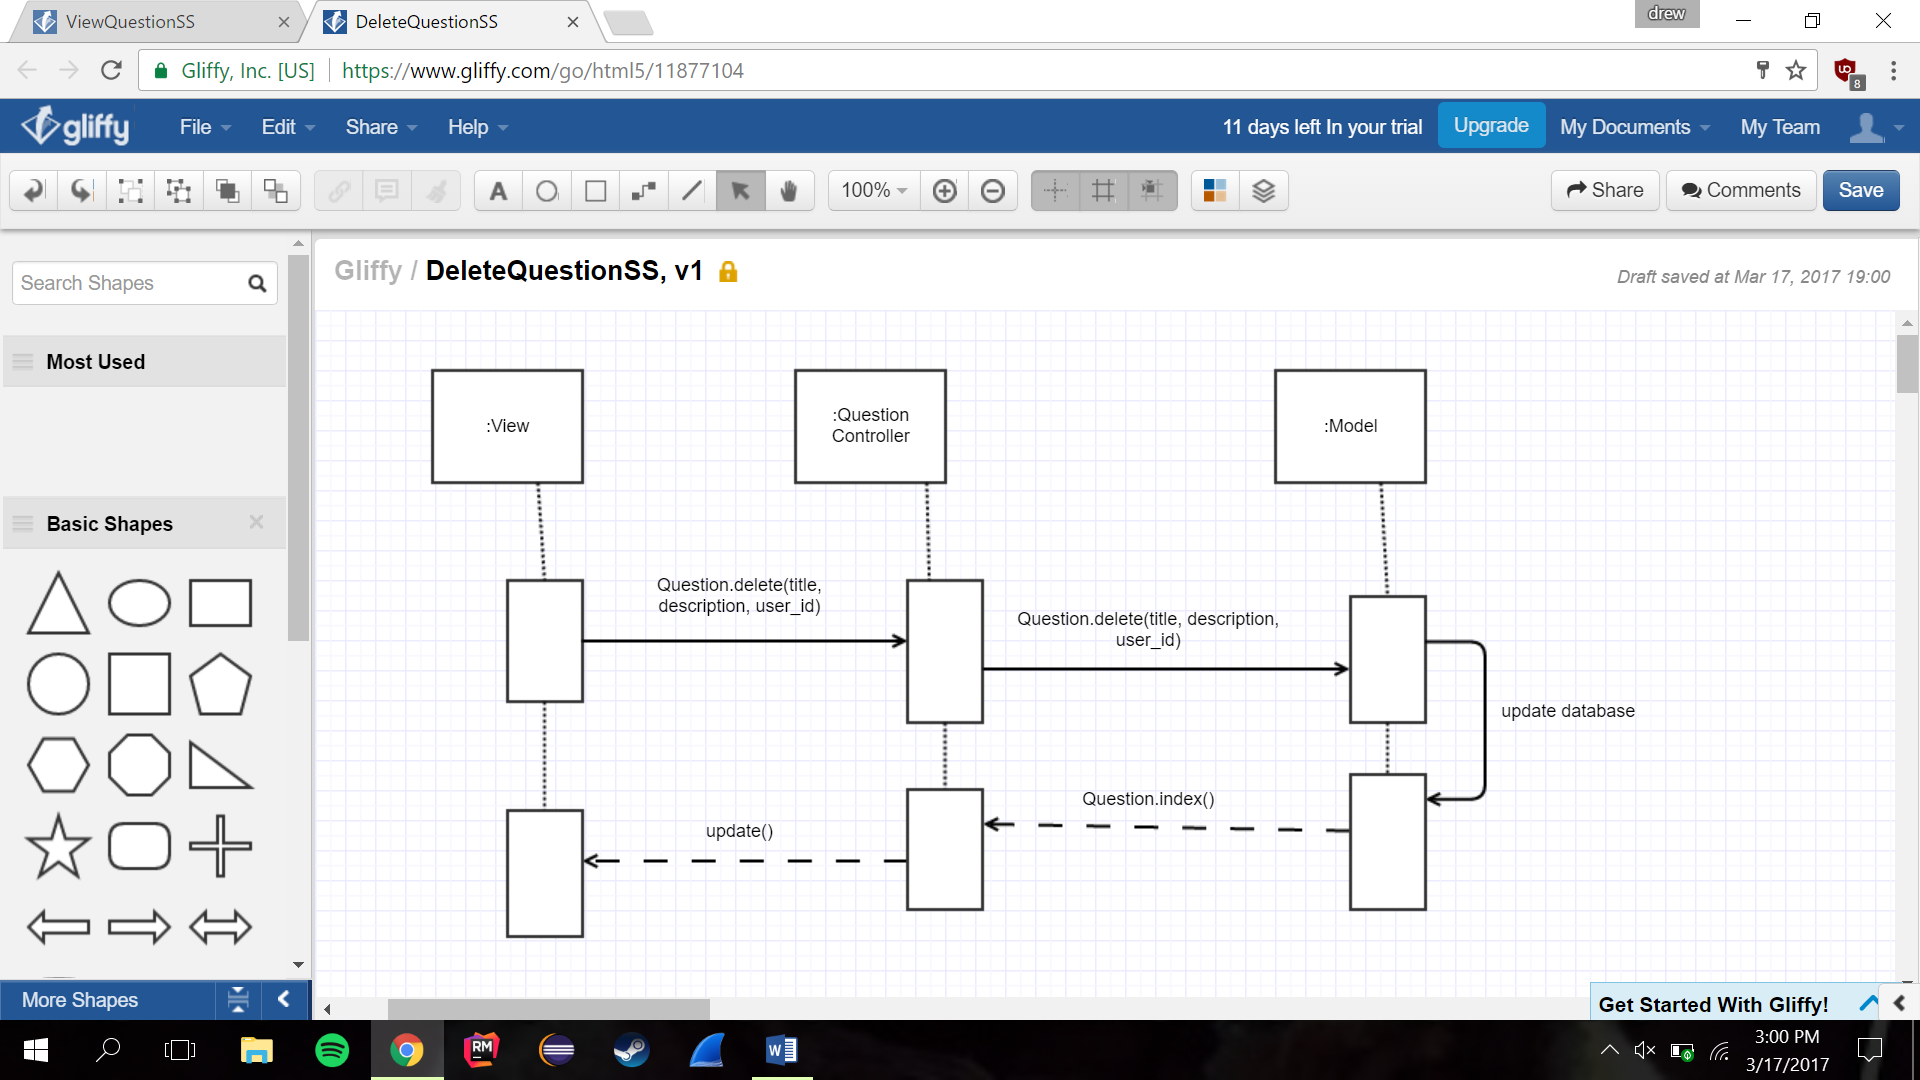 ViewQuestionSS
DeleteQuestionSS
drew
Gliffy, Inc. [US]
https://www.gliffy.com/go/html5/11877104
uo
8
gliffy
File
Edit
Share
Help
11 days left In your trial
Upgrade
My Documents
My Team
A
100%
Share
Comments
Save
Search Shapes
Gliffy / DeleteQuestionSS, v1
Draft saved at Mar 17, 2017 19:00
Most Used
Basic Shapes
:View
:Question
Controller
:Model
Question.delete(title,
description, user_id)
Question.delete(title, description,
user_id)
update database
Question.index()
update()
More Shapes
Get Started With Gliffy!
RM
W
3:00 PM
3/17/2017